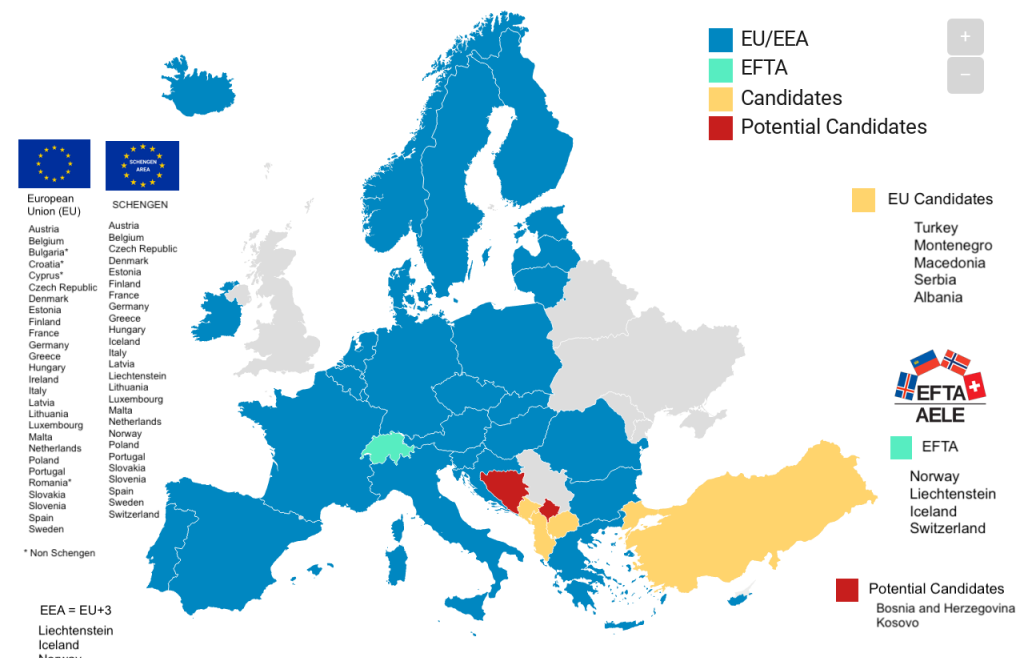 EU/EEA
EFTA
Candidates
Potential Candidates
+
−
European
Union (EU)
Austria
Belgium
Bulgaria*
Croatia*
Cyprus*
Czech Republic
Denmark
Estonia
Finland
France
Germany
Greece
Hungary
Ireland
Italy
Latvia
Lithuania
Luxembourg
Malta
Netherlands
Poland
Portugal
Romania*
Slovakia
Slovenia
Spain
Sweden
* Non Schengen
SCHENGEN
AREA
SCHENGEN
Austria
Belgium
Czech Republic
Denmark
Estonia
Finland
France
Germany
Greece
Hungary
Iceland
Italy
Latvia
Liechtenstein
Lithuania
Luxembourg
Malta
Netherlands
Norway
Poland
Portugal
Slovakia
Slovenia
Spain
Sweden
Switzerland
EEA = EU+3
Liechtenstein
Iceland
Norway
EU Candidates
Turkey
Montenegro
Macedonia
Serbia
Albania
EFTA
AELE
EFTA
Norway
Liechtenstein
Iceland
Switzerland
Potential Candidates
Bosnia and Herzegovina
Kosovo